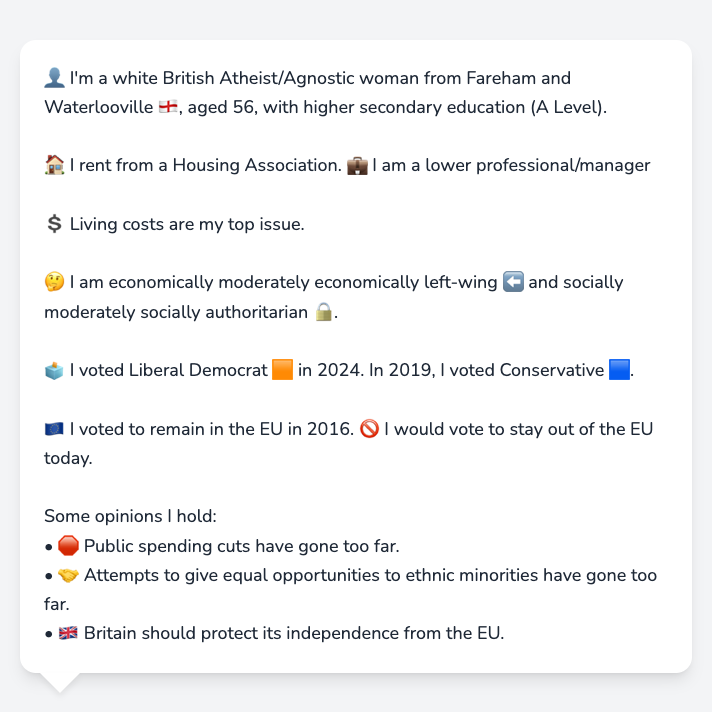 👤 I'm a white British Atheist/Agnostic woman from Fareham and
Waterlooville 🏴󠁧󠁢󠁥󠁮󠁧󠁿, aged 56, with higher secondary education (A Level).
🏠 I rent from a Housing Association. 💼 I am a lower professional/manager
💲 Living costs are my top issue.
🤔 I am economically moderately economically left-wing ⬅️ and socially
moderately socially authoritarian 🔒.
🗳️ I voted Liberal Democrat 🟧 in 2024. In 2019, I voted Conservative 🟦.
🇪🇺 I voted to remain in the EU in 2016. 🚫 I would vote to stay out of the EU
today.
Some opinions I hold:
• 🛑 Public spending cuts have gone too far.
• 🤝 Attempts to give equal opportunities to ethnic minorities have gone too
far.
• 🇬🇧 Britain should protect its independence from the EU.